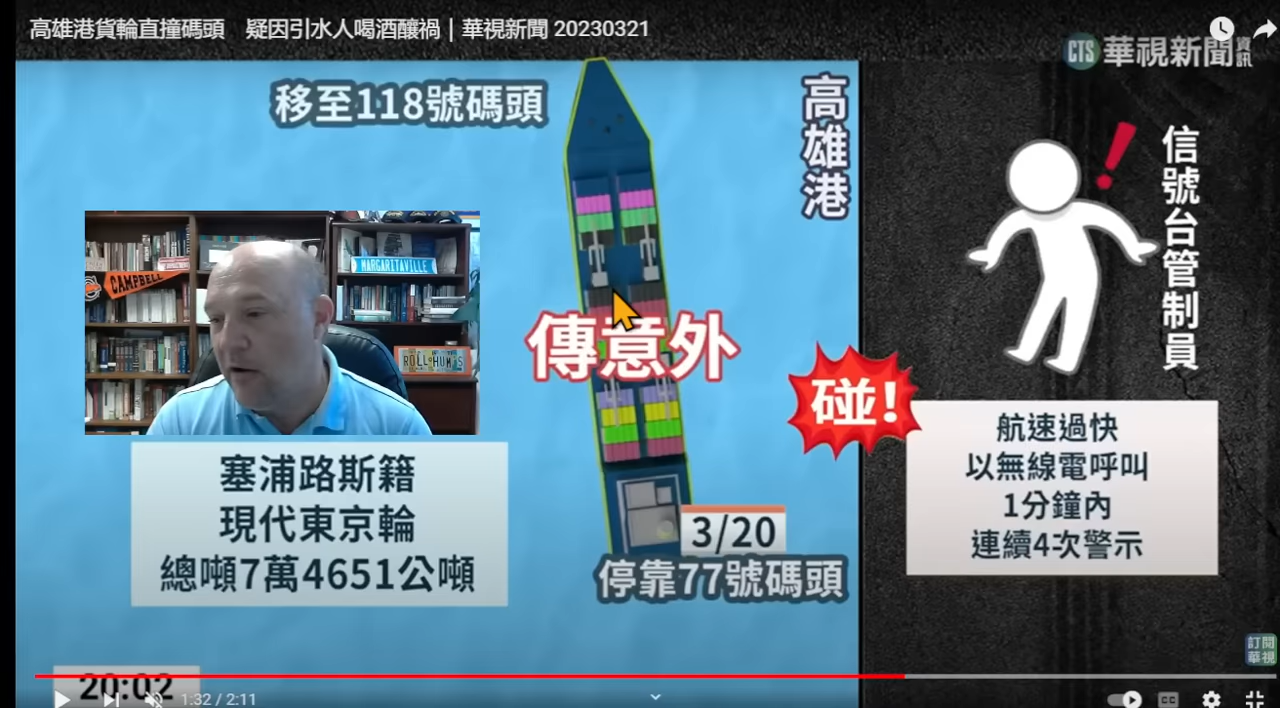 高雄港貨輪直撞碼頭 疑因引水人喝酒釀禍｜華視新聞 20230321
CTS 華視新聞資訊
移至118號碼頭
高雄港
信號台管制員
MARGARITAVILLE
CAMPBELL
傳意外
碰!
航速過快
以無線電呼叫
1分鐘內
連續4次警示
塞浦路斯籍
現代東京輪
總噸7萬4651公噸
3/20
停靠77號碼頭
訂閱
華視
20:02
1:32 / 2:11
CC